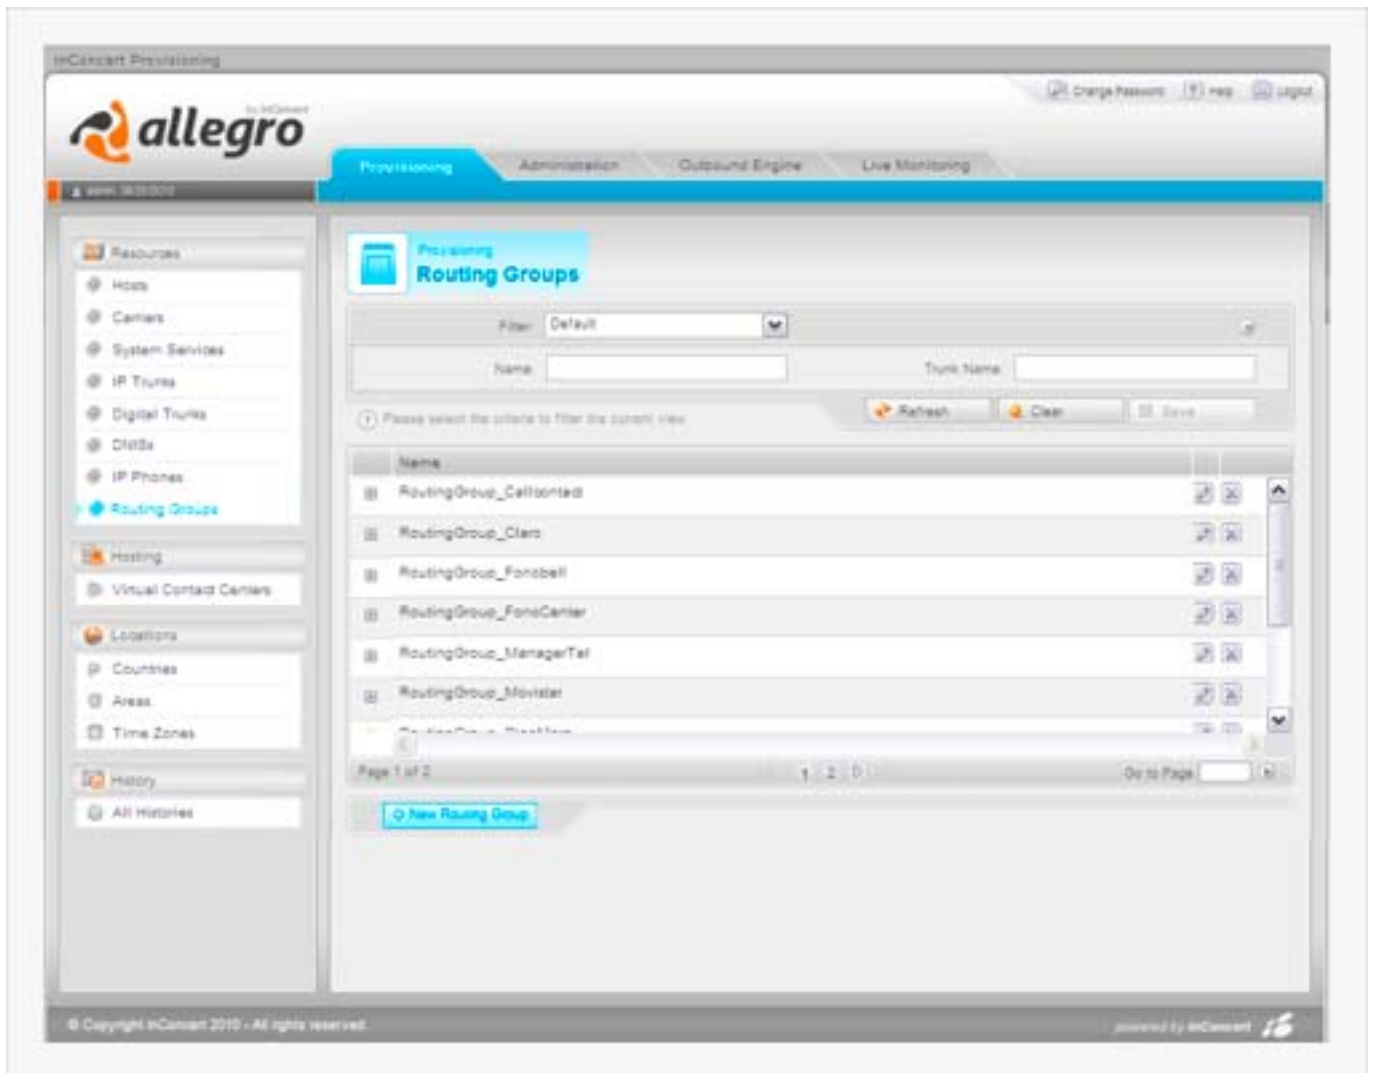 inConcert Provisioning
Change Password Help Logout
by inConcert
allegro
Provisioning Administration Outbound Engine Live Monitoring
Resources
Hosts
Carriers
System Services
IP Trunks
Digital Trunks
DNISs
IP Phones
Routing Groups
Hosting
Virtual Contact Centers
Locations
Countries
Areas
Time Zones
History
All Histories
Provisioning
Routing Groups
Filter Default
Name Trunk Name
Please select the criteria to filter the current view
Refresh Clear Save
Name
RoutingGroup_Callcontact
RoutingGroup_Claro
RoutingGroup_Fonobell
RoutingGroup_FonoCenter
RoutingGroup_ManagerTel
RoutingGroup_Movistar
Page 1 of 2 1 2 Go to Page
New Routing Group
© Copyright inConcert 2010 - All rights reserved.
powered by inConcert